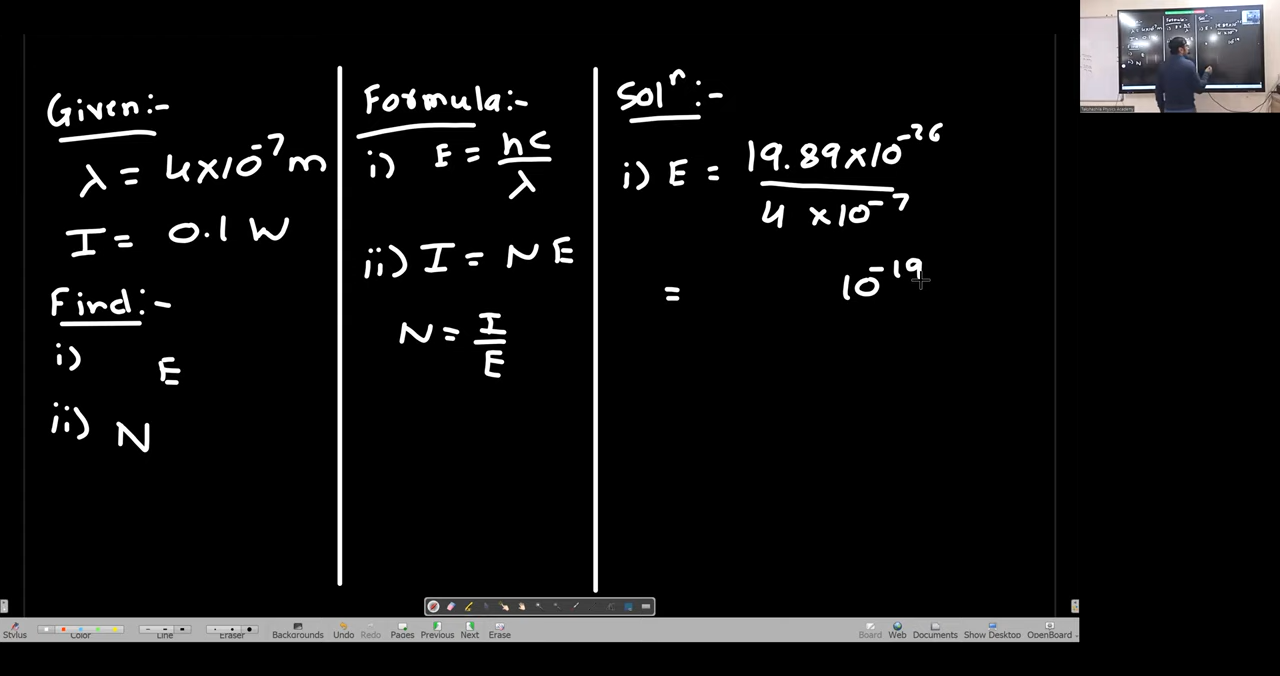 Given:-
λ = 4×10⁻⁷ m
I = 0.1 W
Find:-
i) E
ii) N
Formula:-
i) E = hc/λ
ii) I = N E
N = I/E
Solⁿ:-
i) E = 19.89×10⁻²⁶ / 4 ×10⁻⁷
= 10⁻¹⁹
Stylus
Color
Line
Eraser
Backgrounds
Undo
Redo
Pages
Previous
Next
Erase
Board
Web
Documents
Show Desktop
OpenBoard